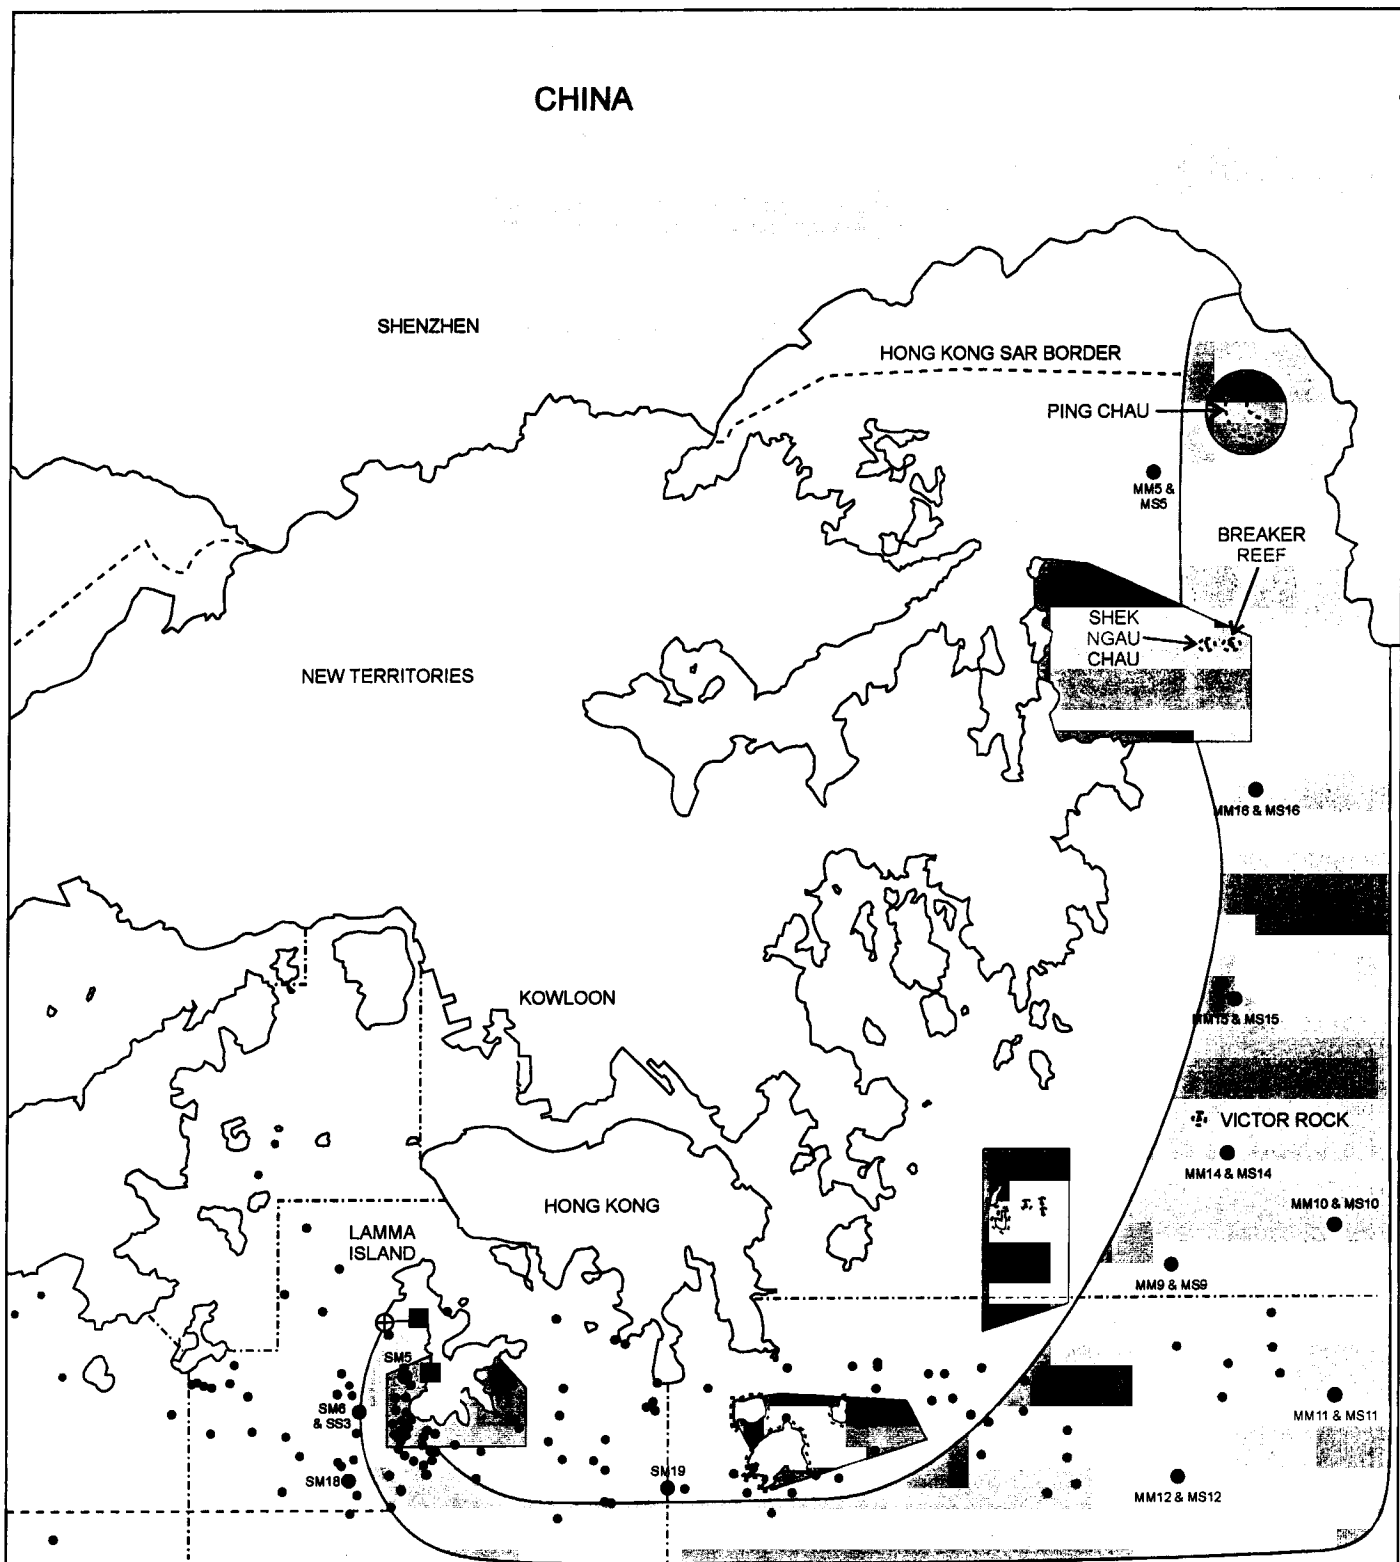 CHINA
SHENZHEN
HONG KONG SAR BORDER
PING CHAU
MM5 &
MS5
BREAKER
REEF
SHEK
NGAU
CHAU
NEW TERRITORIES
MM16 & MS16
KOWLOON
MM15 & MS15
VICTOR ROCK
MM14 & MS14
HONG KONG
MM10 & MS10
LAMMA
ISLAND
MM9 & MS9
SM5
SM6
& SS3
MM11 & MS11
SM18
SM19
MM12 & MS12